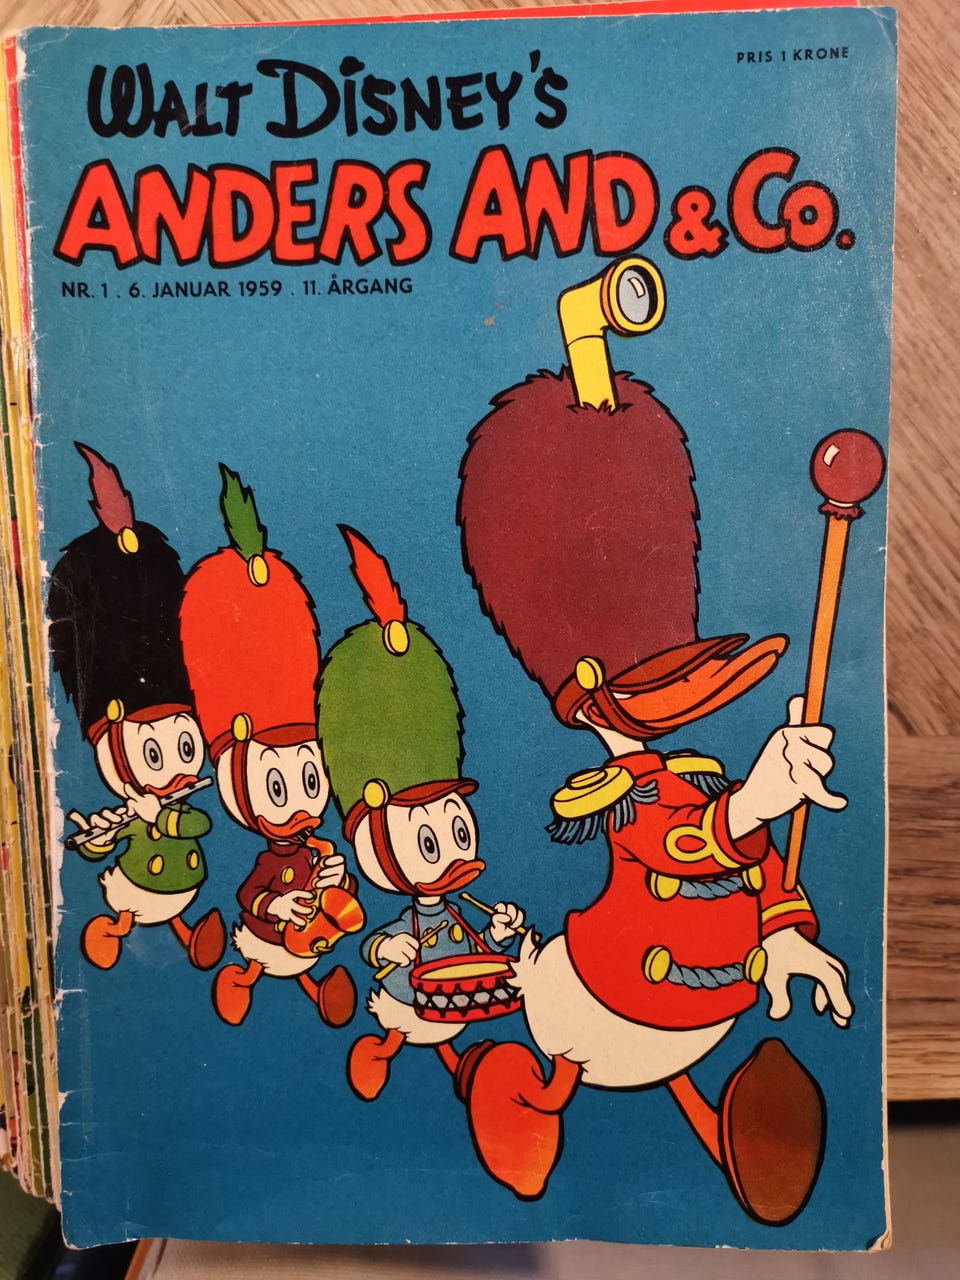 PRIS 1 KRONE
WALT DISNEY'S
ANDERS AND & Co.
NR. 1 . 6. JANUAR 1959 . 11. ÅRGANG